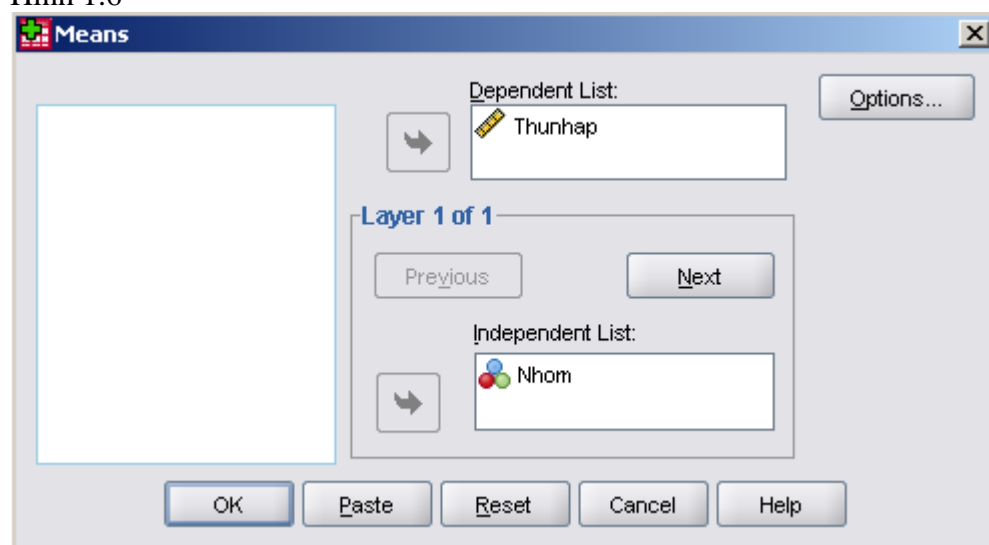 Means
Dependent List:
Options...
Thunhap
Layer 1 of 1
Previous
Next
Independent List:
Nhom
OK
Paste
Reset
Cancel
Help